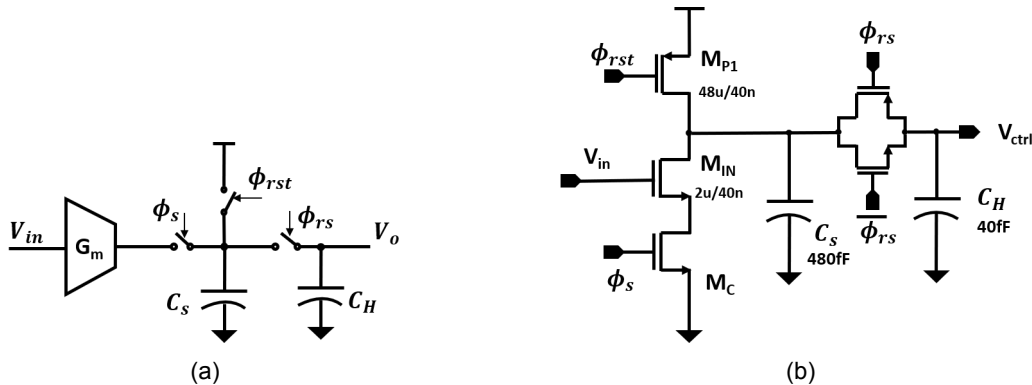 V_in
G_m
ϕ_s
ϕ_rst
ϕ_rs
V_o
C_s
C_H
(a)
ϕ_rst
M_P1
48u/40n
V_in
M_IN
2u/40n
ϕ_s
M_C
C_s
480fF
ϕ_rs
ϕ̅_rs
V_ctrl
C_H
40fF
(b)